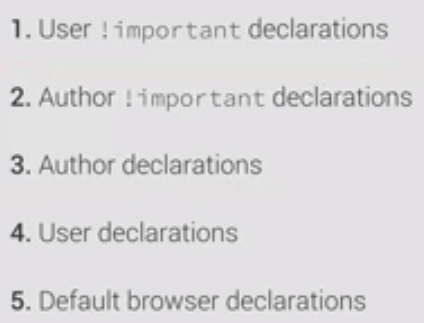 1. User !important declarations
2. Author !important declarations
3. Author declarations
4. User declarations
5. Default browser declarations